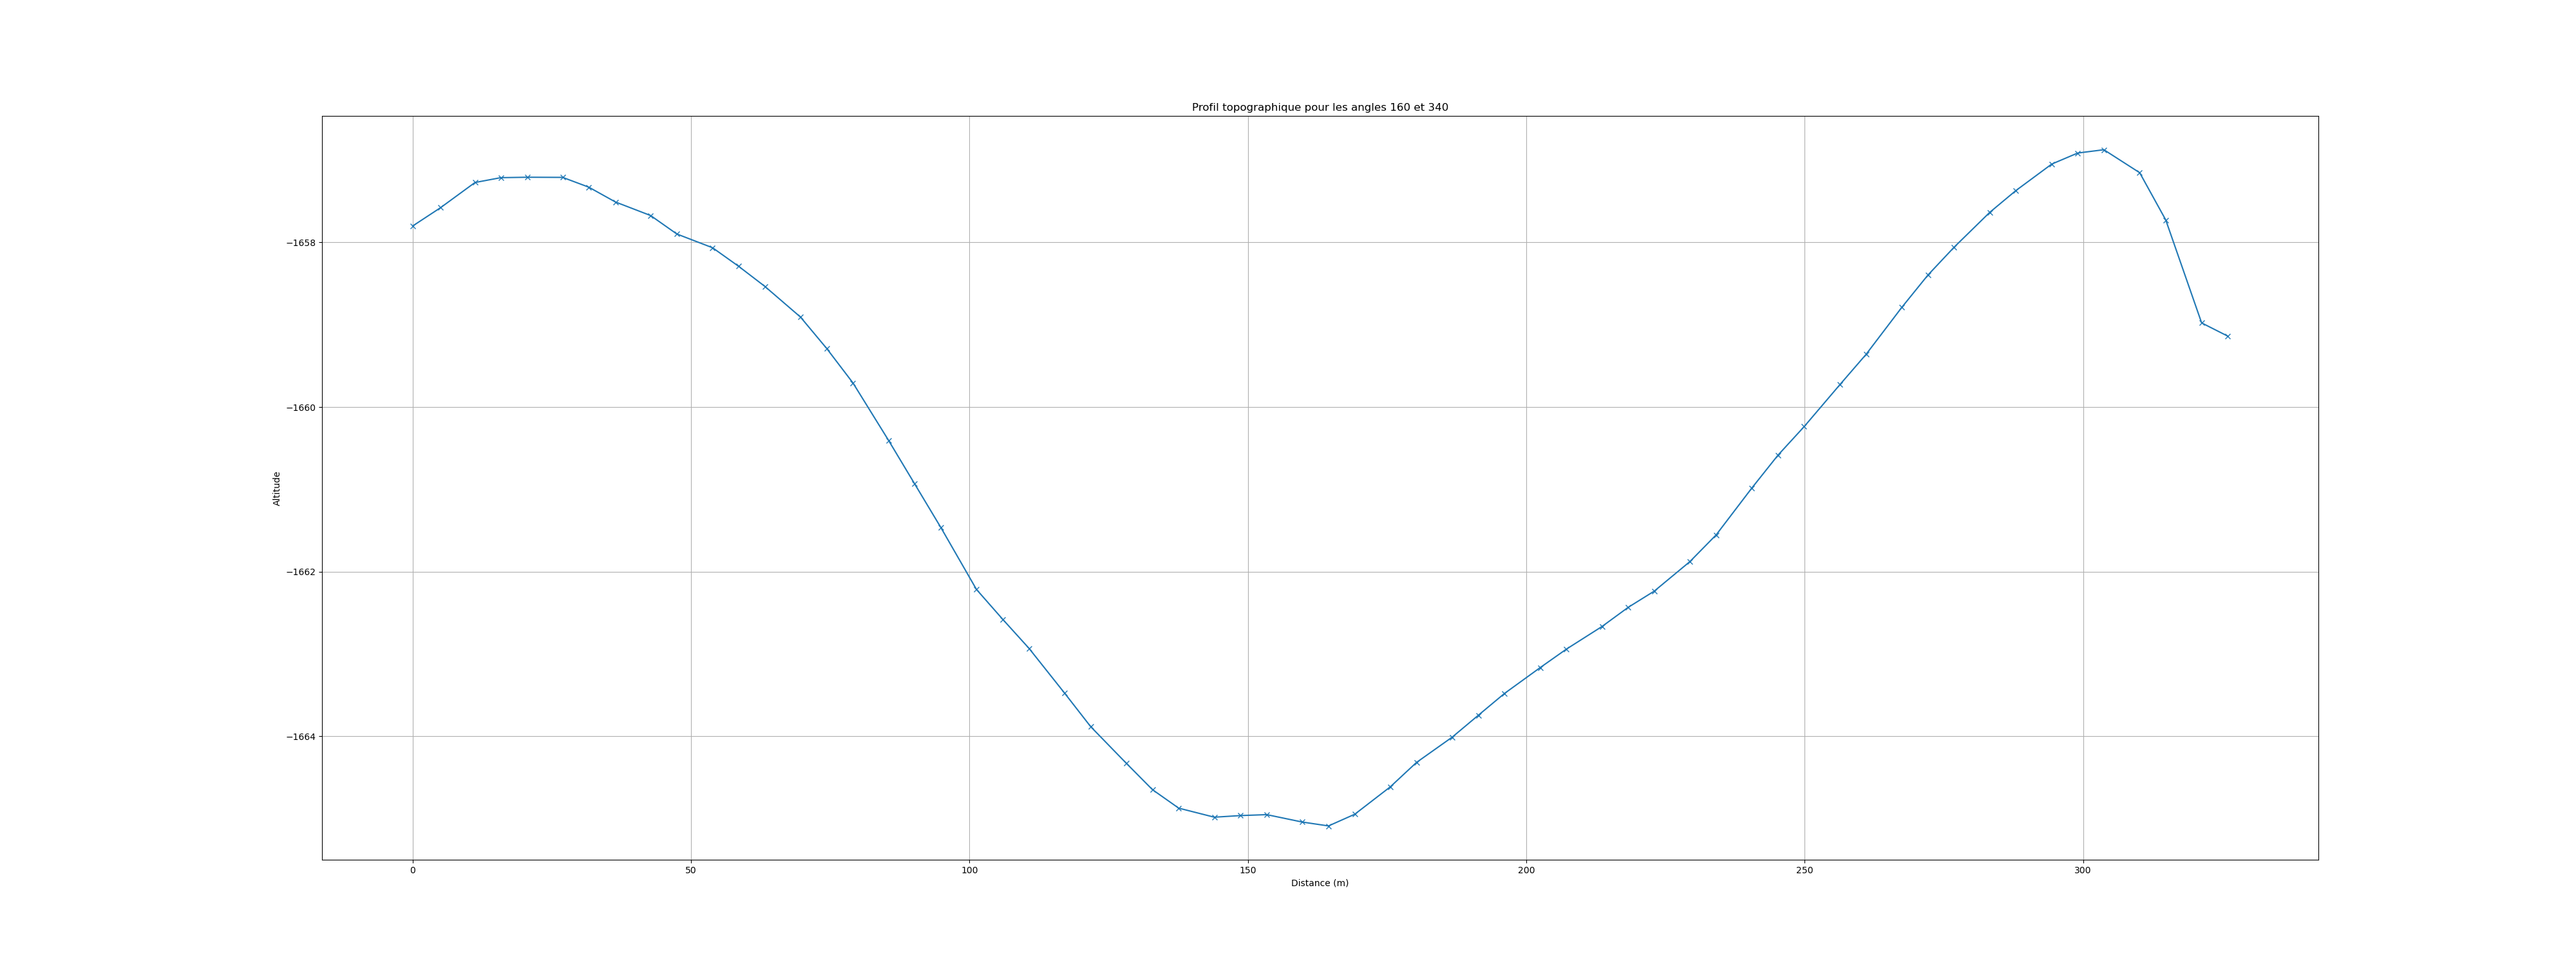 Profil topographique pour les angles 160 et 340
−1658
−1660
−1662
−1664
Altitude
0 50 100 150 200 250 300
Distance (m)